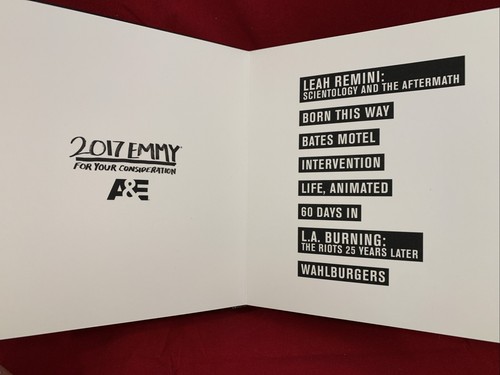 2017 EMMY
FOR YOUR CONSIDERATION
A&E
LEAH REMINI:
SCIENTOLOGY AND THE AFTERMATH
BORN THIS WAY
BATES MOTEL
INTERVENTION
LIFE, ANIMATED
60 DAYS IN
L.A. BURNING:
THE RIOTS 25 YEARS LATER
WAHLBURGERS